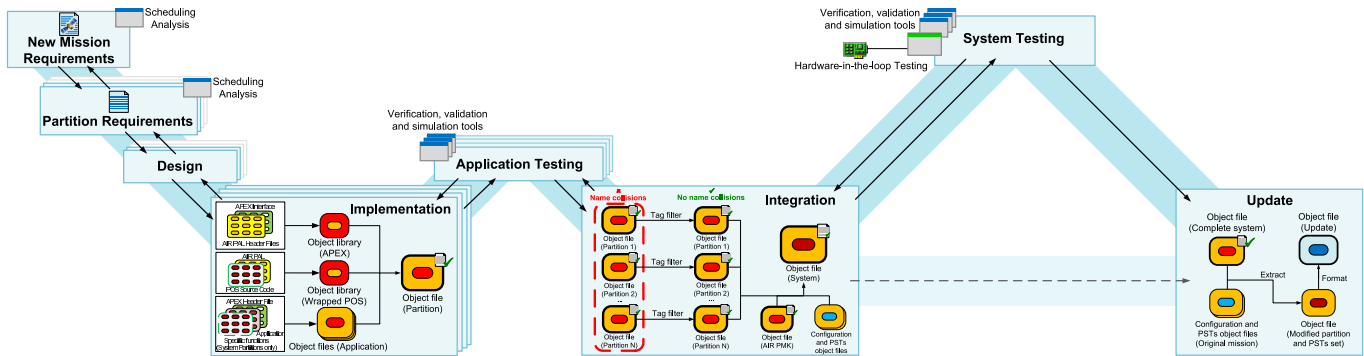 New Mission
Requirements
Scheduling
Analysis
Partition Requirements
Scheduling
Analysis
Design
Implementation
APEX Interface
AIR PAL Header Files
AIR PAL
POS Source Code
APEX Header File
Application
Specific functions
(System Partitions only)
Object library
(APEX)
Object library
(Wrapped POS)
Object files (Application)
Object file
(Partition)
Verification, validation
and simulation tools
Application Testing
Integration
Name collisions
No name collisions
Tag filter
Object file
(Partition 1)
Object file
(Partition 1)
Tag filter
Object file
(Partition 2)
...
Object file
(Partition 2)
...
Tag filter
Object file
(Partition N)
Object file
(Partition N)
Object file
(System)
Object file
(AIR PMK)
Configuration
and PSTs
object files
Verification, validation
and simulation tools
Hardware-in-the-loop Testing
System Testing
Update
Object file
(Complete system)
Object file
(Update)
Extract
Format
Configuration and
PSTs object files
(Original mission)
Object file
(Modified partition
and PSTs set)